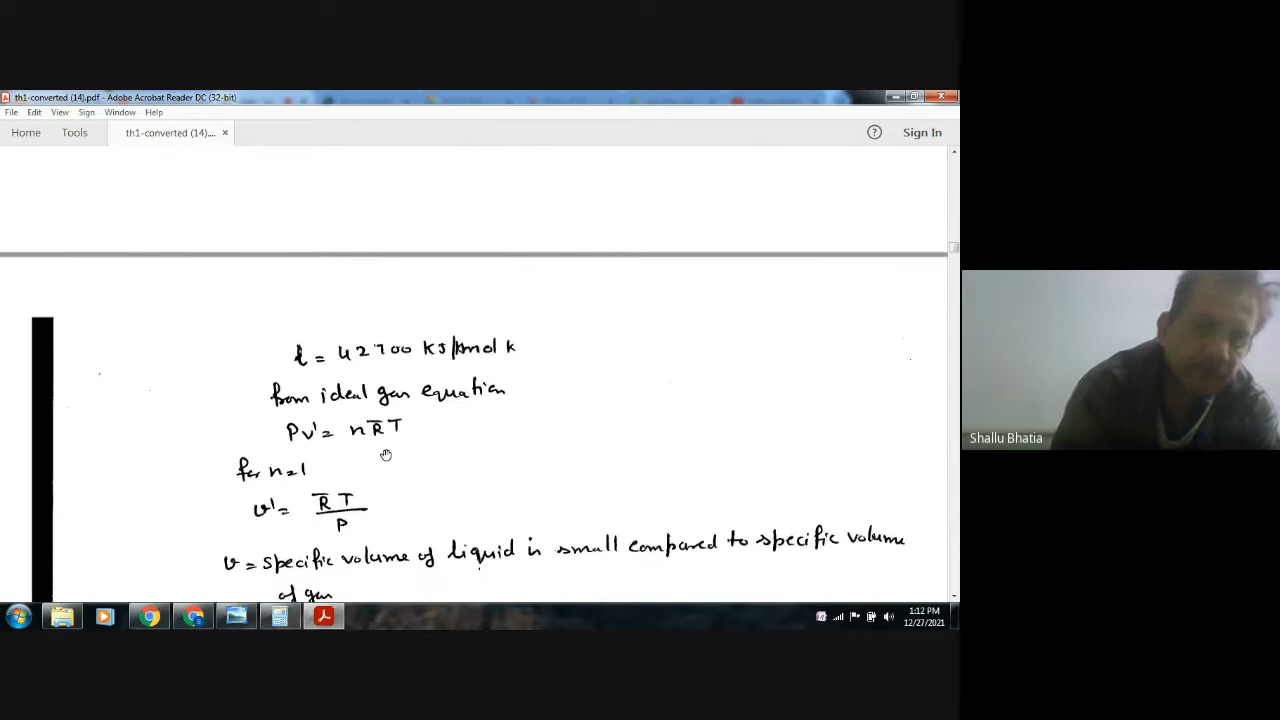 th1-converted (14).pdf - Adobe Acrobat Reader DC (32-bit)
File Edit View Sign Window Help
Home Tools th1-converted (14).... × ? Sign In
l = 42700 kJ/kmol k
from ideal gas equation
Pv' = n R̅ T
for n=1
v' = R̅ T / P
v = specific volume of liquid is small compared to specific volume
of gas
Shallu Bhatia
1:12 PM
12/27/2021